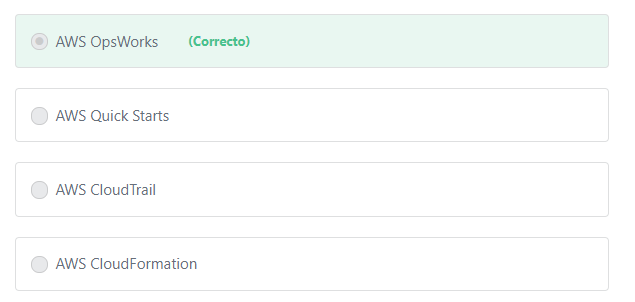 AWS OpsWorks (Correcto)
AWS Quick Starts
AWS CloudTrail
AWS CloudFormation